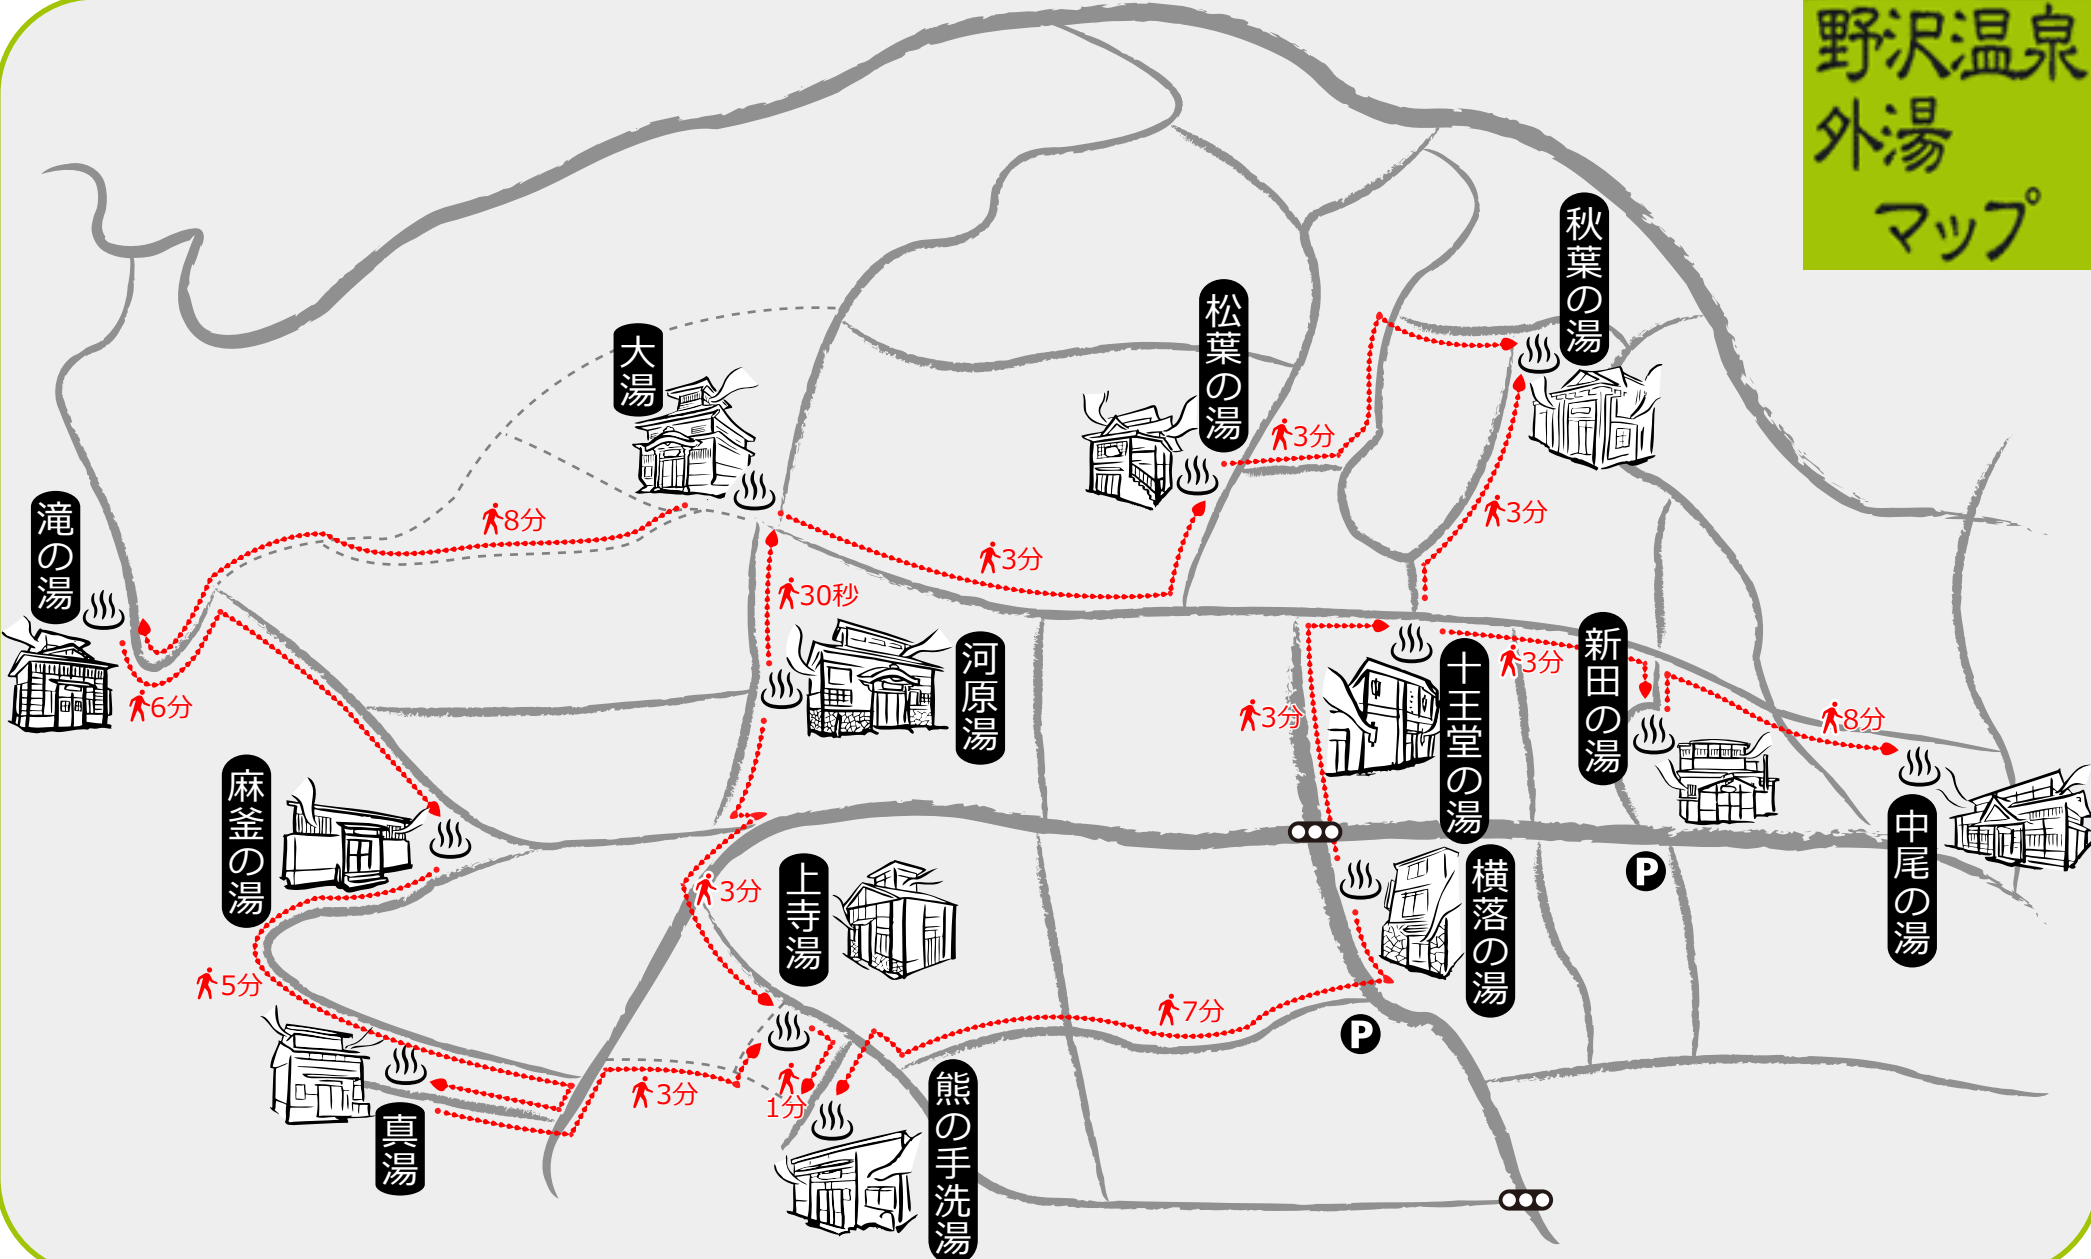 野沢温泉
外湯
マップ
秋葉の湯
松葉の湯
大湯
3分
滝の湯
8分
3分
3分
30秒
河原湯
新田の湯
十王堂の湯
3分
6分
3分
8分
麻釜の湯
中尾の湯
横落の湯
P
3分
上寺湯
5分
7分
P
3分
1分
熊の手洗湯
真湯